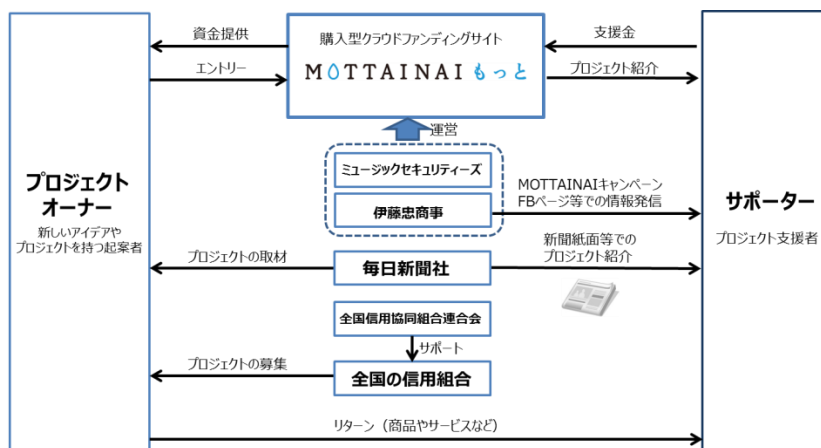 資金提供
エントリー
購入型クラウドファンディングサイト
MOTTAINAIもっと
支援金
プロジェクト紹介
運営
ミュージックセキュリティーズ
伊藤忠商事
MOTTAINAIキャンペーン
FBページ等での情報発信
プロジェクト
オーナー
新しいアイデアや
プロジェクトを持つ起案者
サポーター
プロジェクト支援者
プロジェクトの取材
毎日新聞社
新聞紙面等での
プロジェクト紹介
全国信用協同組合連合会
サポート
プロジェクトの募集
全国の信用組合
リターン（商品やサービスなど）